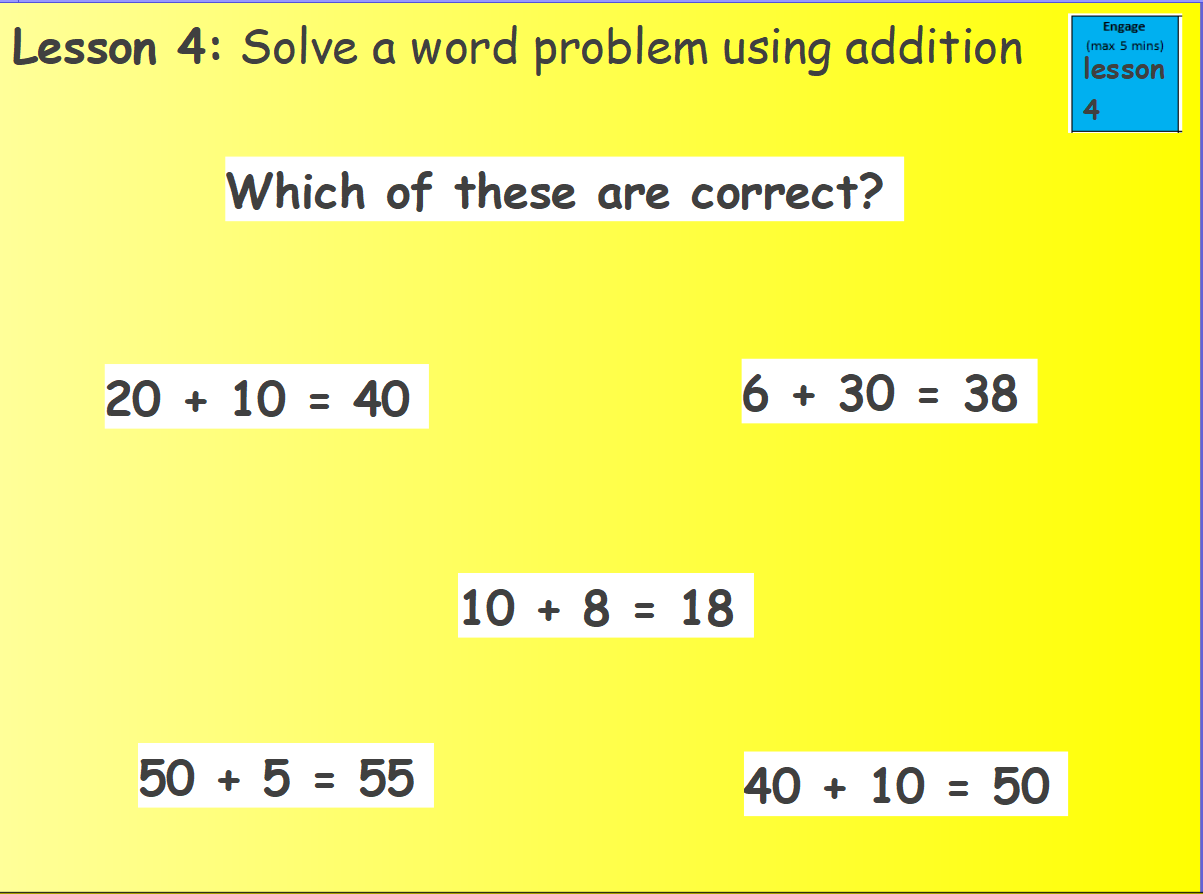 Lesson 4: Solve a word problem using addition
Engage
(max 5 mins)
lesson
4
Which of these are correct?
20 + 10 = 40
6 + 30 = 38
10 + 8 = 18
50 + 5 = 55
40 + 10 = 50